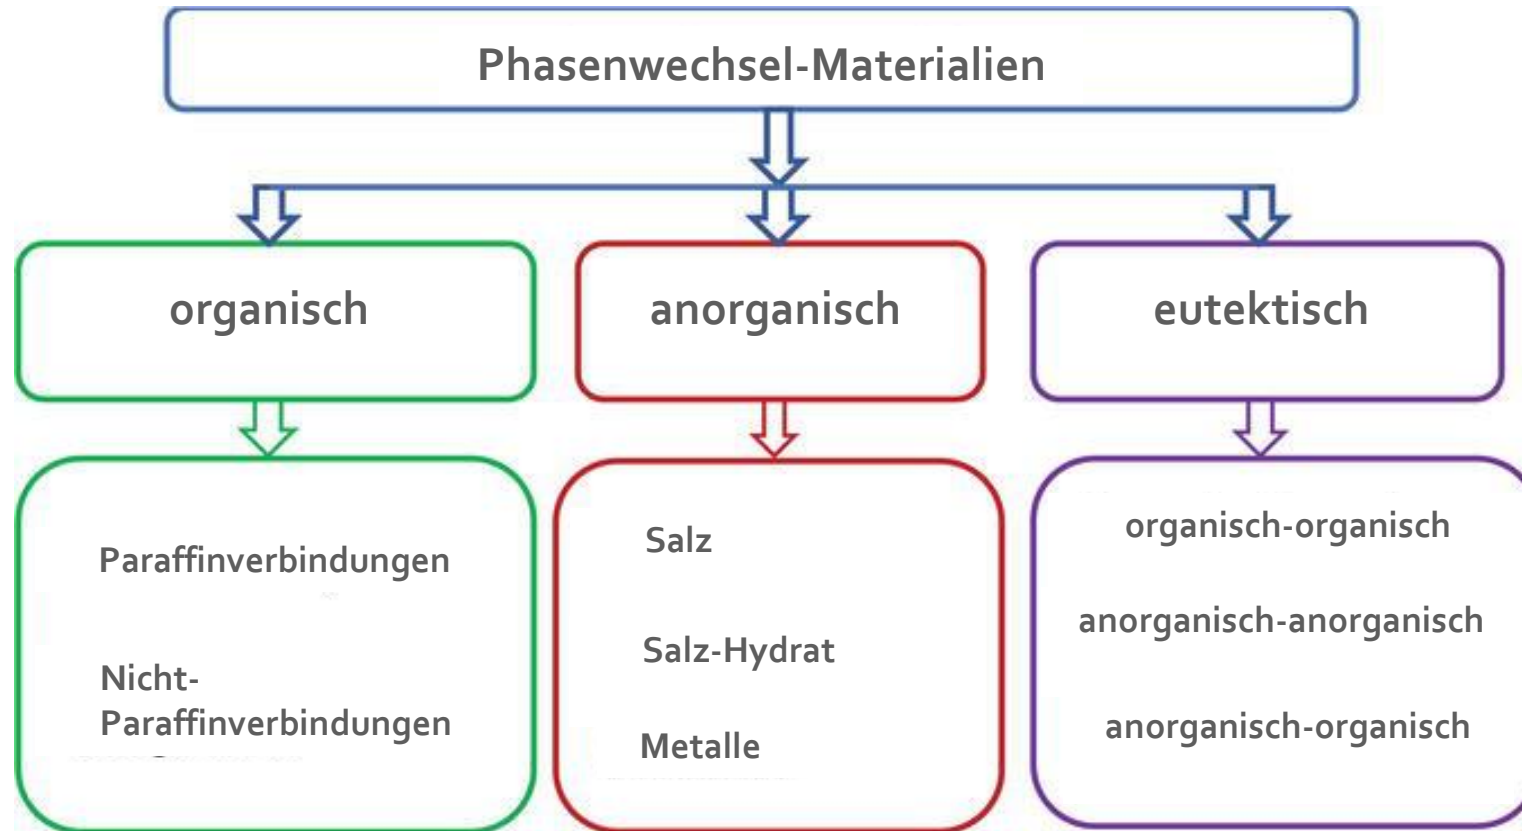 Phasenwechsel-Materialien
organisch
anorganisch
eutektisch
Paraffinverbindungen
Nicht-
Paraffinverbindungen
Salz
Salz-Hydrat
Metalle
organisch-organisch
anorganisch-anorganisch
anorganisch-organisch